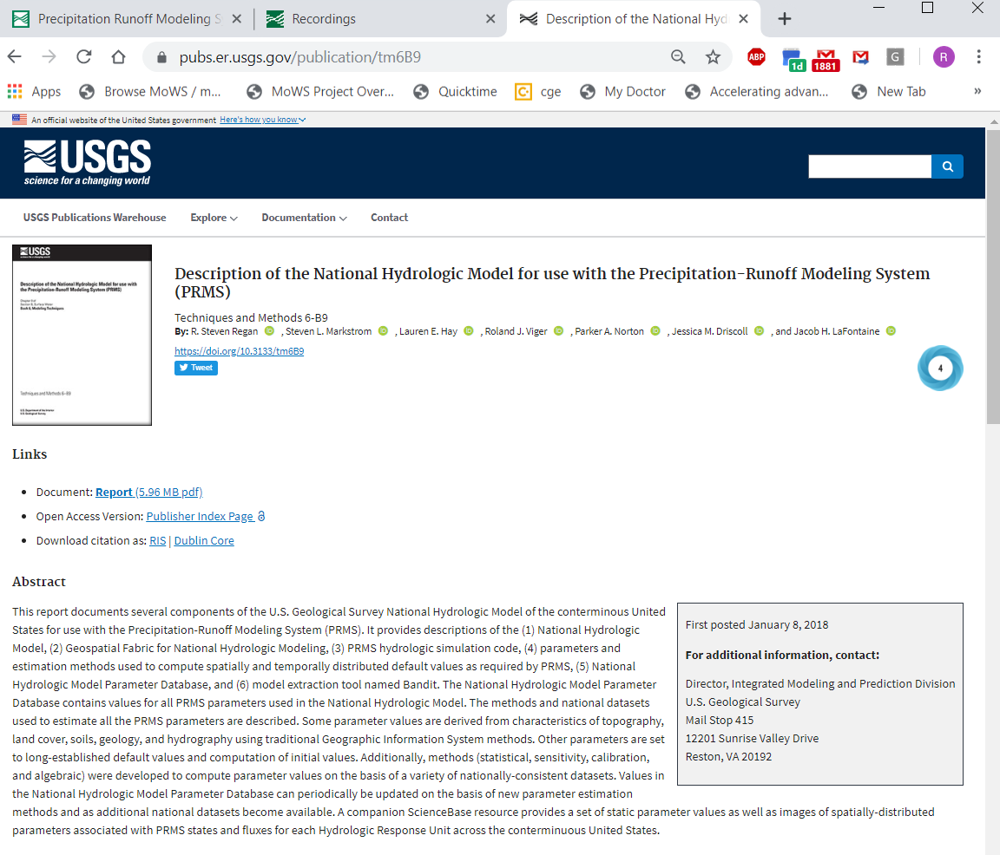 Precipitation Runoff Modeling S
Recordings
Description of the National Hydr
pubs.er.usgs.gov/publication/tm6B9
ABP
1d
1881
G
R
Apps
Browse MoWS / m...
MoWS Project Over...
Quicktime
cge
My Doctor
Accelerating advan...
New Tab
»
An official website of the United States government Here's how you know
USGS
science for a changing world
USGS Publications Warehouse
Explore
Documentation
Contact
USGS
science for a changing world
Description of the National Hydrologic Model for use with
the Precipitation-Runoff Modeling System (PRMS)
Book 6, Modeling Techniques
Techniques and Methods 6–B9
U.S. Department of the Interior
U.S. Geological Survey
Description of the National Hydrologic Model for use with the Precipitation-Runoff Modeling System
(PRMS)
Techniques and Methods 6-B9
By: R. Steven Regan , Steven L. Markstrom , Lauren E. Hay , Roland J. Viger , Parker A. Norton , Jessica M. Driscoll , and Jacob H. LaFontaine
https://doi.org/10.3133/tm6B9
Tweet
4
Links
Document: Report (5.96 MB pdf)
Open Access Version: Publisher Index Page
Download citation as: RIS | Dublin Core
Abstract
This report documents several components of the U.S. Geological Survey National Hydrologic Model of the conterminous United
States for use with the Precipitation-Runoff Modeling System (PRMS). It provides descriptions of the (1) National Hydrologic
Model, (2) Geospatial Fabric for National Hydrologic Modeling, (3) PRMS hydrologic simulation code, (4) parameters and
estimation methods used to compute spatially and temporally distributed default values as required by PRMS, (5) National
Hydrologic Model Parameter Database, and (6) model extraction tool named Bandit. The National Hydrologic Model Parameter
Database contains values for all PRMS parameters used in the National Hydrologic Model. The methods and national datasets
used to estimate all the PRMS parameters are described. Some parameter values are derived from characteristics of topography,
land cover, soils, geology, and hydrography using traditional Geographic Information System methods. Other parameters are set
to long-established default values and computation of initial values. Additionally, methods (statistical, sensitivity, calibration,
and algebraic) were developed to compute parameter values on the basis of a variety of nationally-consistent datasets. Values in
the National Hydrologic Model Parameter Database can periodically be updated on the basis of new parameter estimation
methods and as additional national datasets become available. A companion ScienceBase resource provides a set of static parameter values as well as images of spatially-distributed
parameters associated with PRMS states and fluxes for each Hydrologic Response Unit across the conterminuous United States.
First posted January 8, 2018
For additional information, contact:
Director, Integrated Modeling and Prediction Division
U.S. Geological Survey
Mail Stop 415
12201 Sunrise Valley Drive
Reston, VA 20192